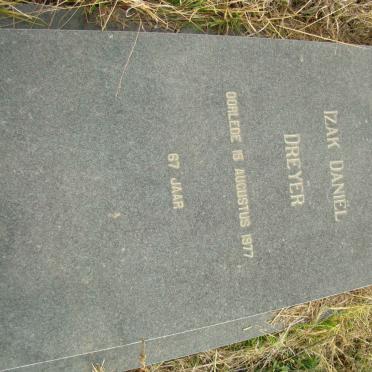 IZAK DANIËL
DREYER
OORLEDE 15 AUGUSTUS 1977
67 JAAR